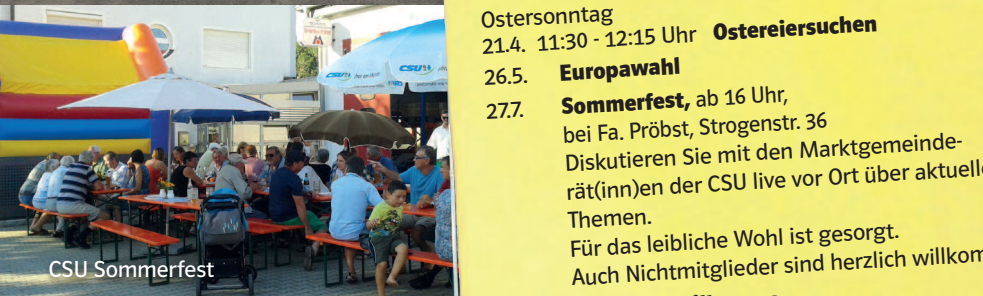 CSU
CSU
CSU Sommerfest
Ostersonntag
21.4. 11:30 - 12:15 Uhr Ostereiersuchen
26.5. Europawahl
27.7. Sommerfest, ab 16 Uhr,
bei Fa. Pröbst, Strogenstr. 36
Diskutieren Sie mit den Marktgemeinde-
rät(inn)en der CSU live vor Ort über aktuelle
Themen.
Für das leibliche Wohl ist gesorgt.
Auch Nichtmitglieder sind herzlich willkom